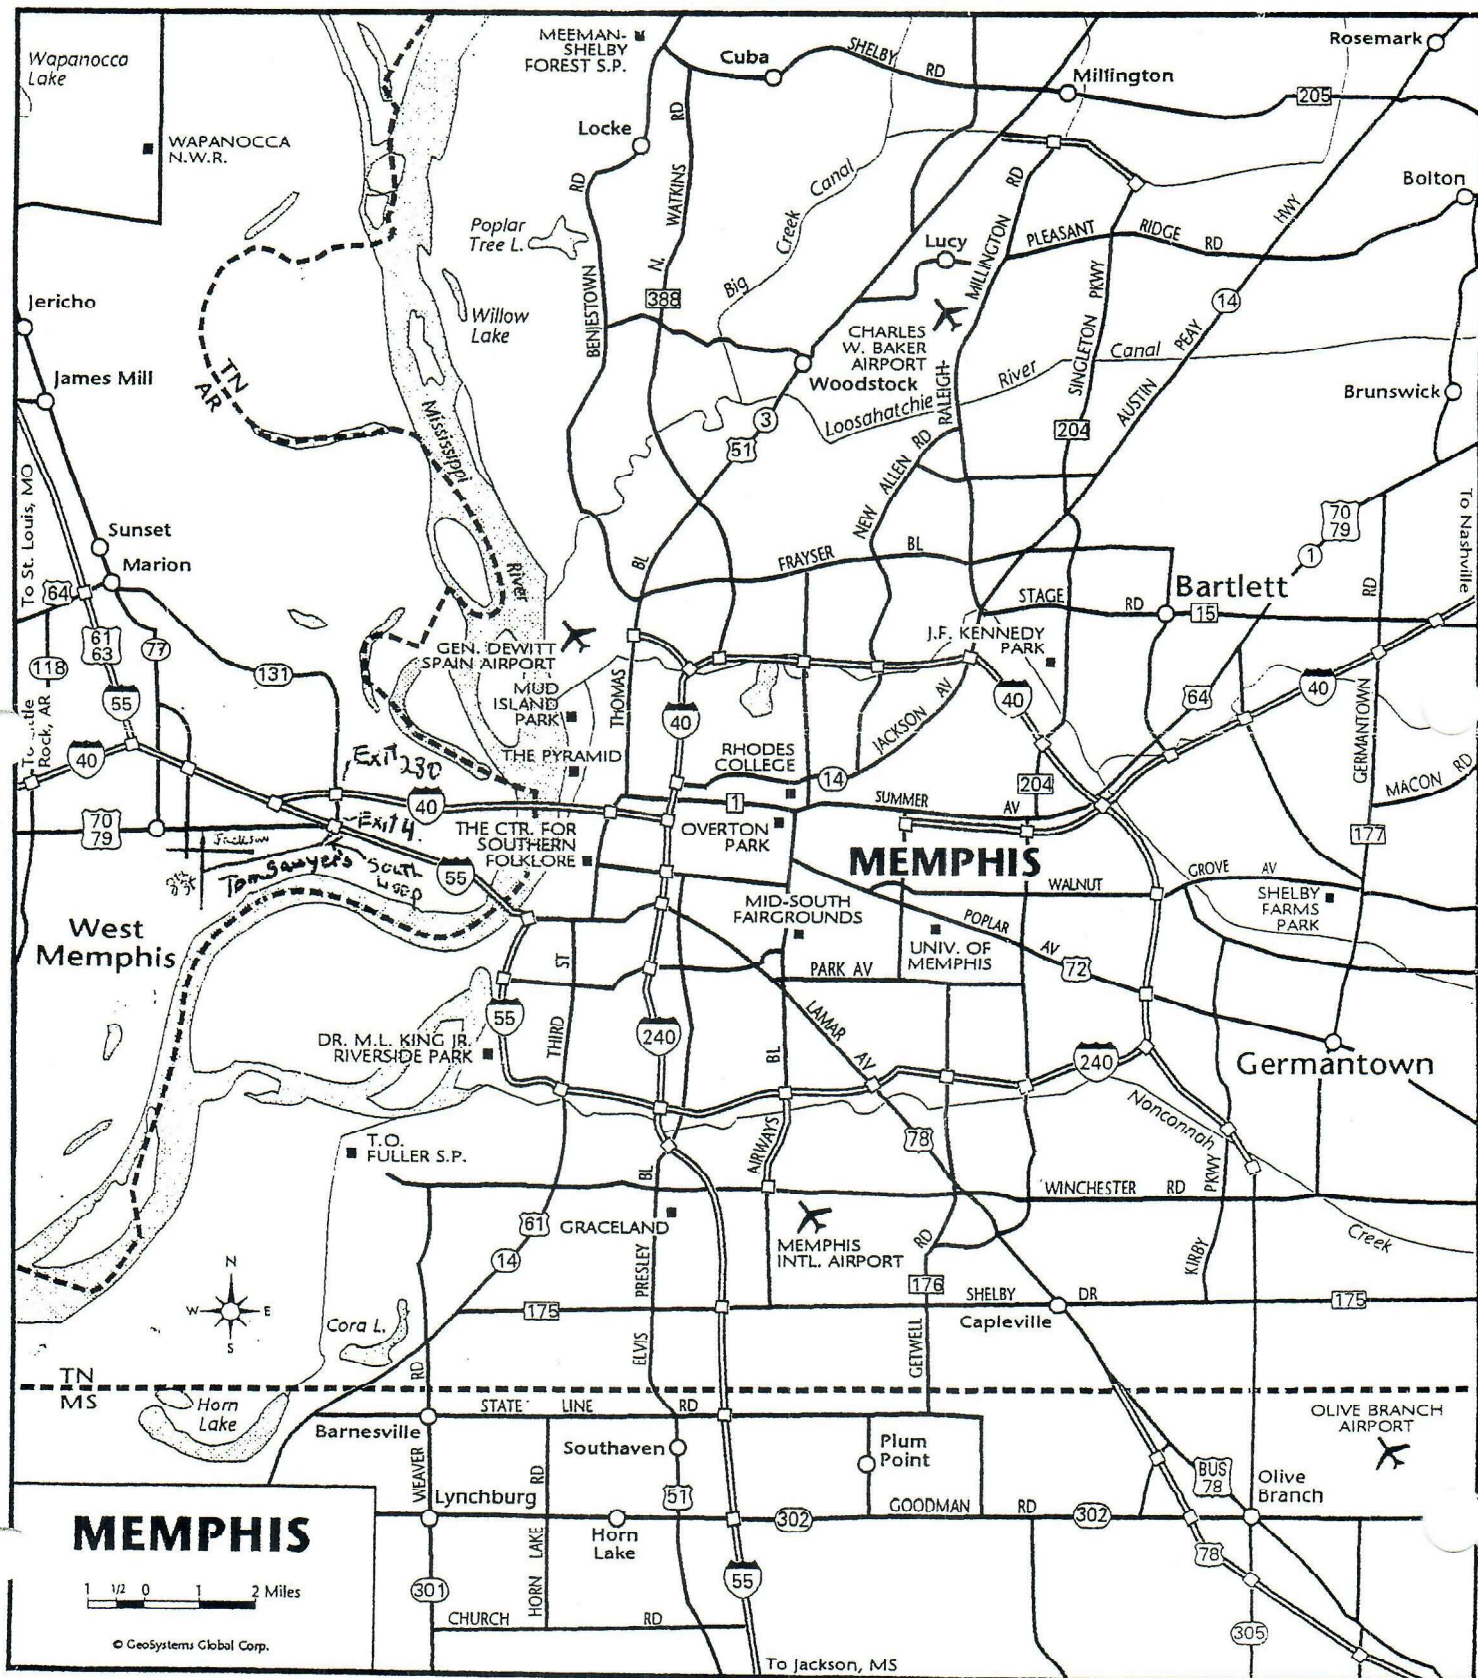 MEEMAN-
SHELBY
FOREST S.P.
Cuba
SHELBY
RD
Rosemark
Millington
205
Wapanocca
Lake
WAPANOCCA
N.W.R.
Locke
RD
RD
WATKINS
N.
Canal
Creek
Big
RD
Bolton
HWY
Poplar
Tree L.
Lucy
PLEASANT
RIDGE
RD
MILLINGTON
PKWY
14
Jericho
BENJESTOWN
388
Willow
Lake
CHARLES
W. BAKER
AIRPORT
SINGLETON
PEAY
Canal
James Mill
TN
AR
Woodstock
River
Loosahatchie
RALEIGH-
AUSTIN
Brunswick
Mississippi
3
51
204
RD
ALLEN
NEW
To St. Louis, MO
To Nashville
70
79
1
Sunset
Marion
River
BL
FRAYSER
BL
Bartlett
RD
64
STAGE
RD
15
61
63
77
118
131
GEN. DEWITT
SPAIN AIRPORT
J.F. KENNEDY
PARK
MUD
ISLAND
PARK
THOMAS
AV
JACKSON
55
40
40
64
40
GERMANTOWN
Rock, AR
40
THE PYRAMID
RHODES
COLLEGE
14
204
MACON RD
Exit 230
40
1
SUMMER
AV
70
79
Exit 4
Jackson
THE CTR. FOR
SOUTHERN
FOLKLORE
OVERTON
PARK
177
Tom Sawyer's
South
Loop
55
MEMPHIS
WALNUT
GROVE
AV
SHELBY
FARMS
PARK
West
Memphis
MID-SOUTH
FAIRGROUNDS
POPLAR
AV
UNIV. OF
MEMPHIS
72
ST
PARK AV
55
LAMAR
AV
DR. M.L. KING JR.
RIVERSIDE PARK
THIRD
240
BL
240
Germantown
Nonconnah
T.O.
FULLER S.P.
78
AIRWAYS
BL
PKWY
WINCHESTER
RD
61
GRACELAND
MEMPHIS
INTL. AIRPORT
RD
Creek
N
W
E
S
14
PRESLEY
KIRBY
176
175
SHELBY
DR
175
Capleville
Cora L.
ELVIS
GETWELL
TN
MS
RD
Horn
Lake
STATE
LINE
RD
Barnesville
OLIVE BRANCH
AIRPORT
Southaven
Plum
Point
WEAVER
RD
BUS
78
Olive
Branch
Lynchburg
51
GOODMAN
RD
302
302
Horn
Lake
MEMPHIS
HORN
LAKE
78
1
1/2
0
1
2 Miles
301
55
CHURCH
RD
305
© GeoSystems Global Corp.
To Jackson, MS